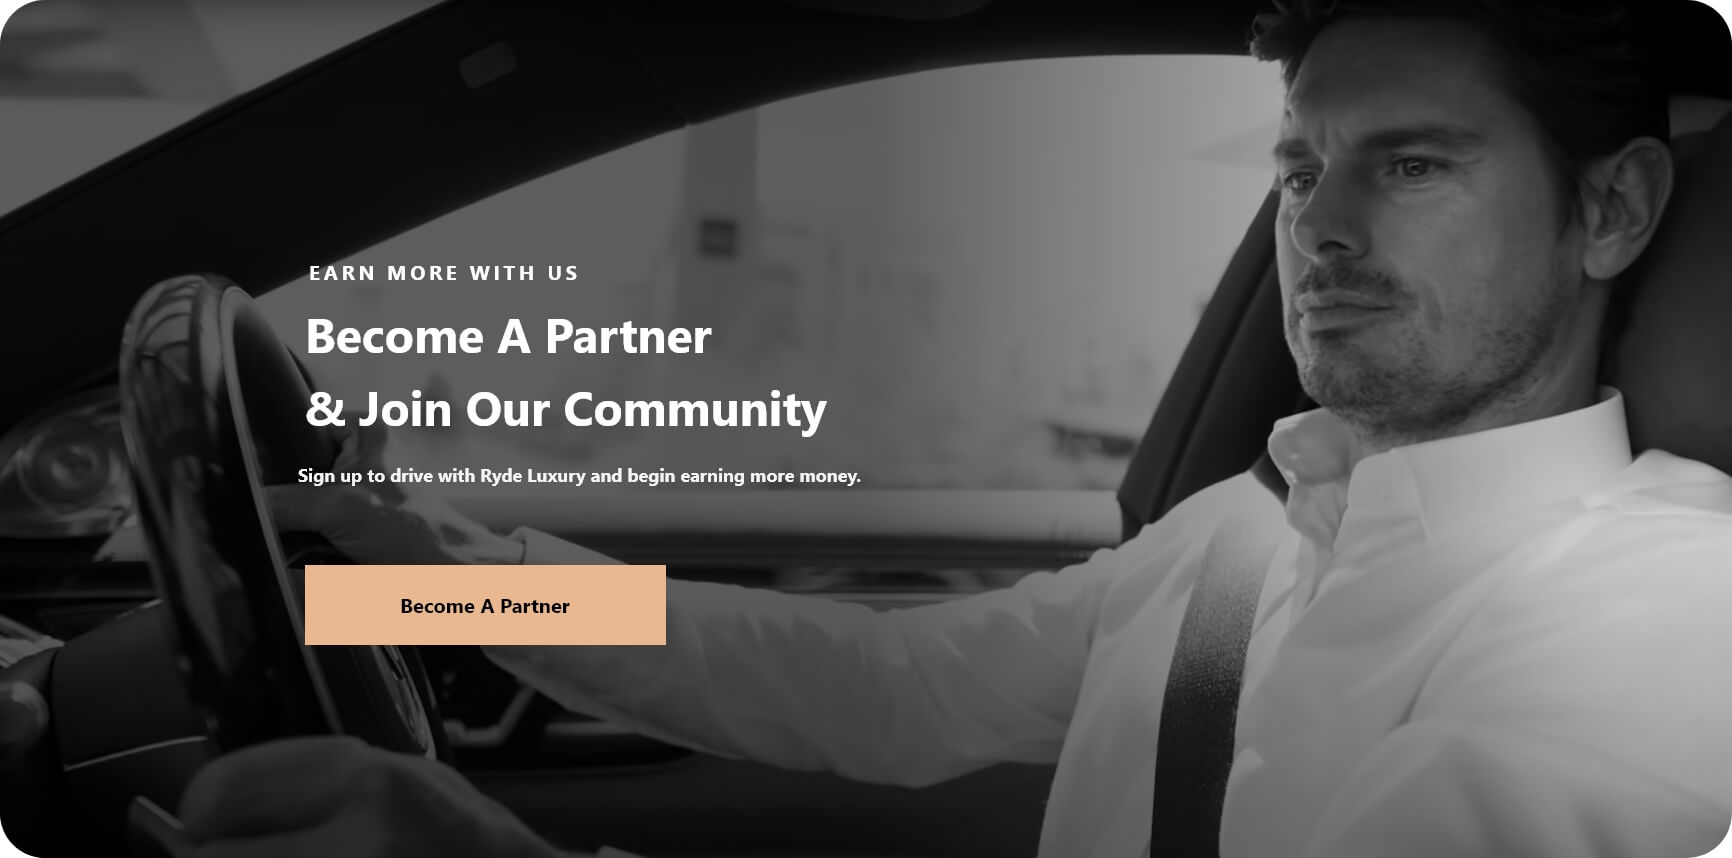 EARN MORE WITH US
Become A Partner
& Join Our Community
Sign up to drive with Ryde Luxury and begin earning more money.
Become A Partner